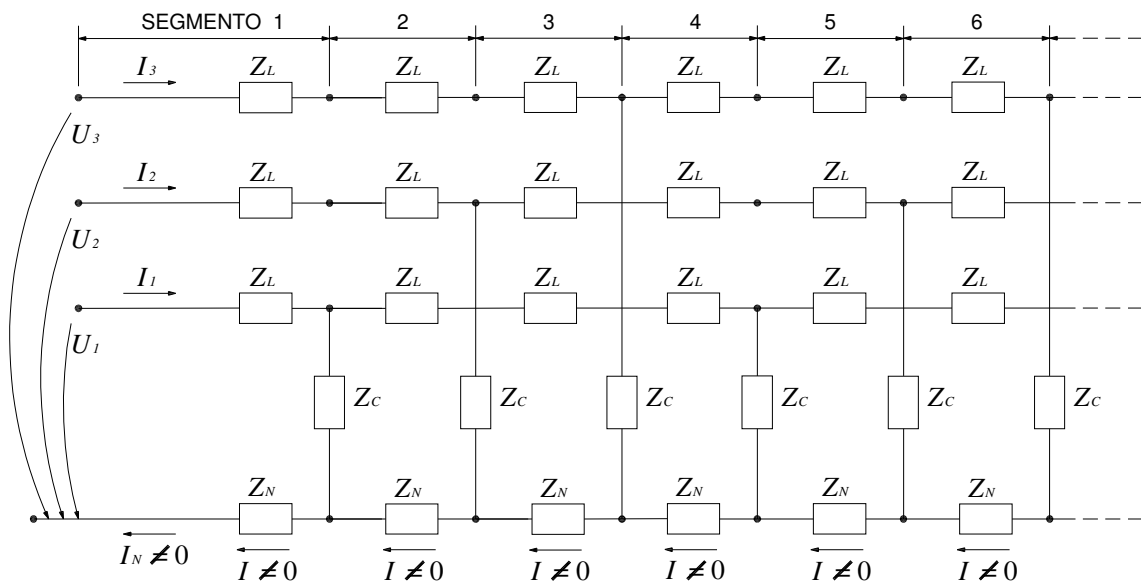 SEGMENTO 1 2 3 4 5 6
I3 ZL ZL ZL ZL ZL ZL
U3
I2 ZL ZL ZL ZL ZL ZL
U2
I1 ZL ZL ZL ZL ZL ZL
U1
ZC ZC ZC ZC ZC ZC
ZN ZN ZN ZN ZN ZN
IN ≠0 I ≠0 I ≠0 I ≠0 I ≠0 I ≠0 I ≠0